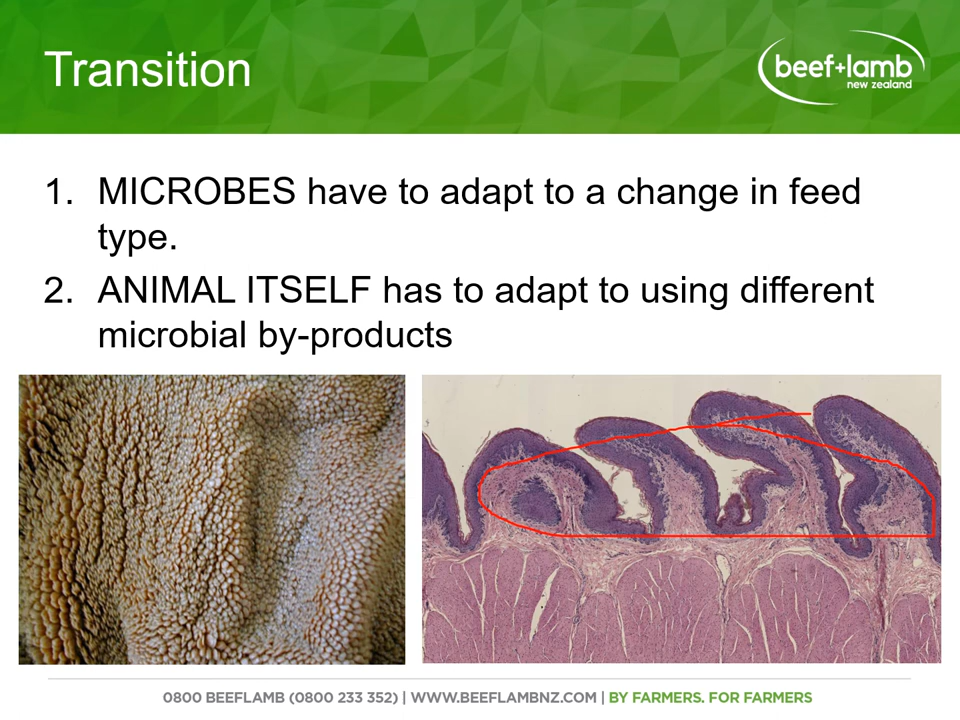 Transition
beef+lamb
new zealand
1. MICROBES have to adapt to a change in feed
type.
2. ANIMAL ITSELF has to adapt to using different
microbial by-products
0800 BEEFLAMB (0800 233 352) | WWW.BEEFLAMBNZ.COM | BY FARMERS. FOR FARMERS